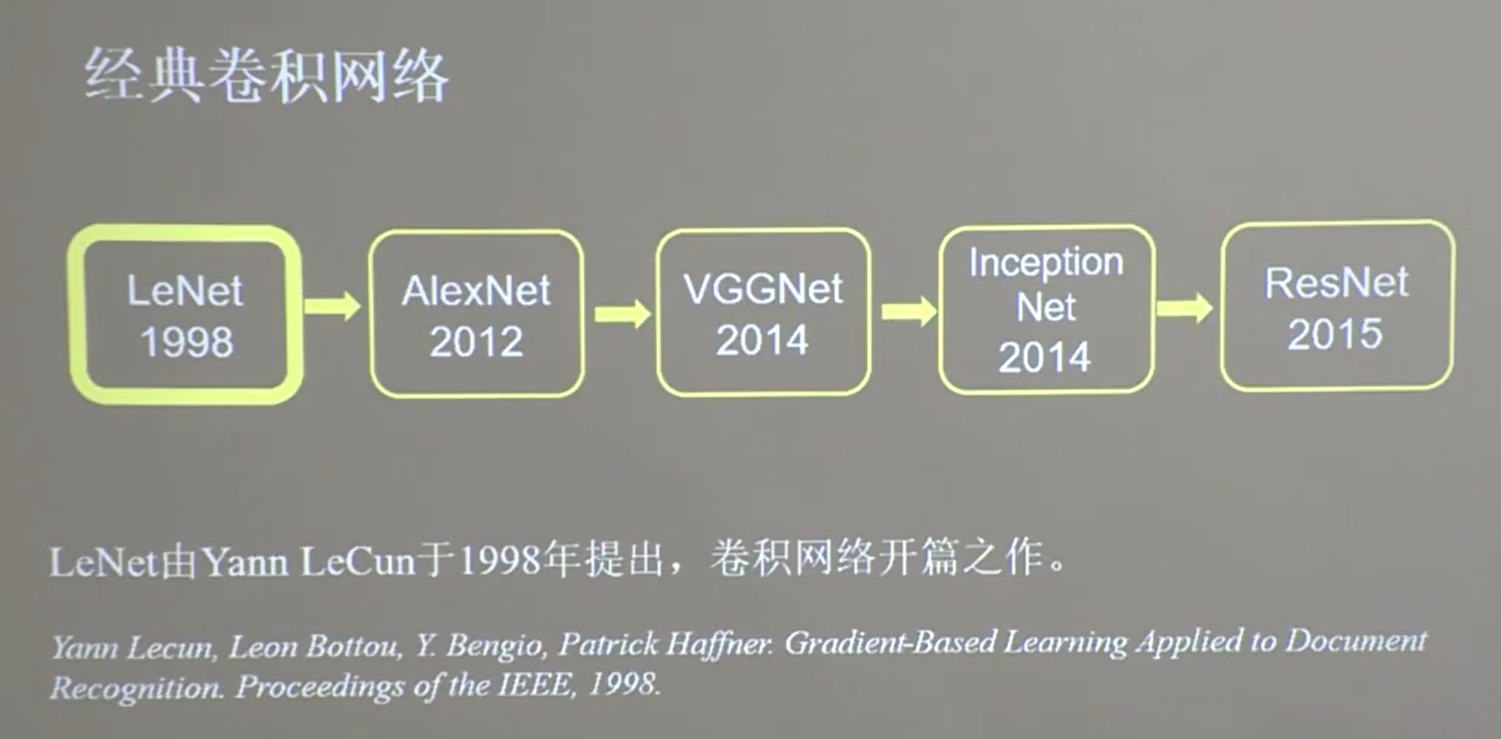 经典卷积网络
LeNet
1998
AlexNet
2012
VGGNet
2014
Inception
Net
2014
ResNet
2015
LeNet由Yann LeCun于1998年提出，卷积网络开篇之作。
Yann Lecun, Leon Bottou, Y. Bengio, Patrick Haffner. Gradient-Based Learning Applied to Document
Recognition. Proceedings of the IEEE, 1998.